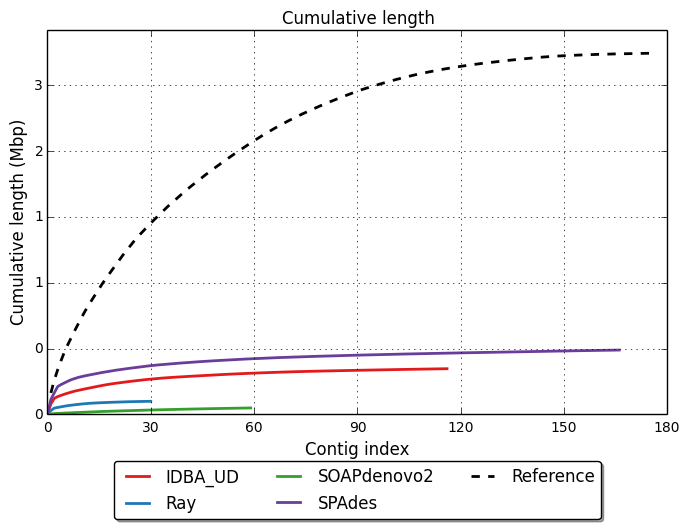 Cumulative length
Cumulative length (Mbp)
3
2
1
1
0
0
0 30 60 90 120 150 180
Contig index
IDBA_UD SOAPdenovo2 Reference
Ray SPAdes